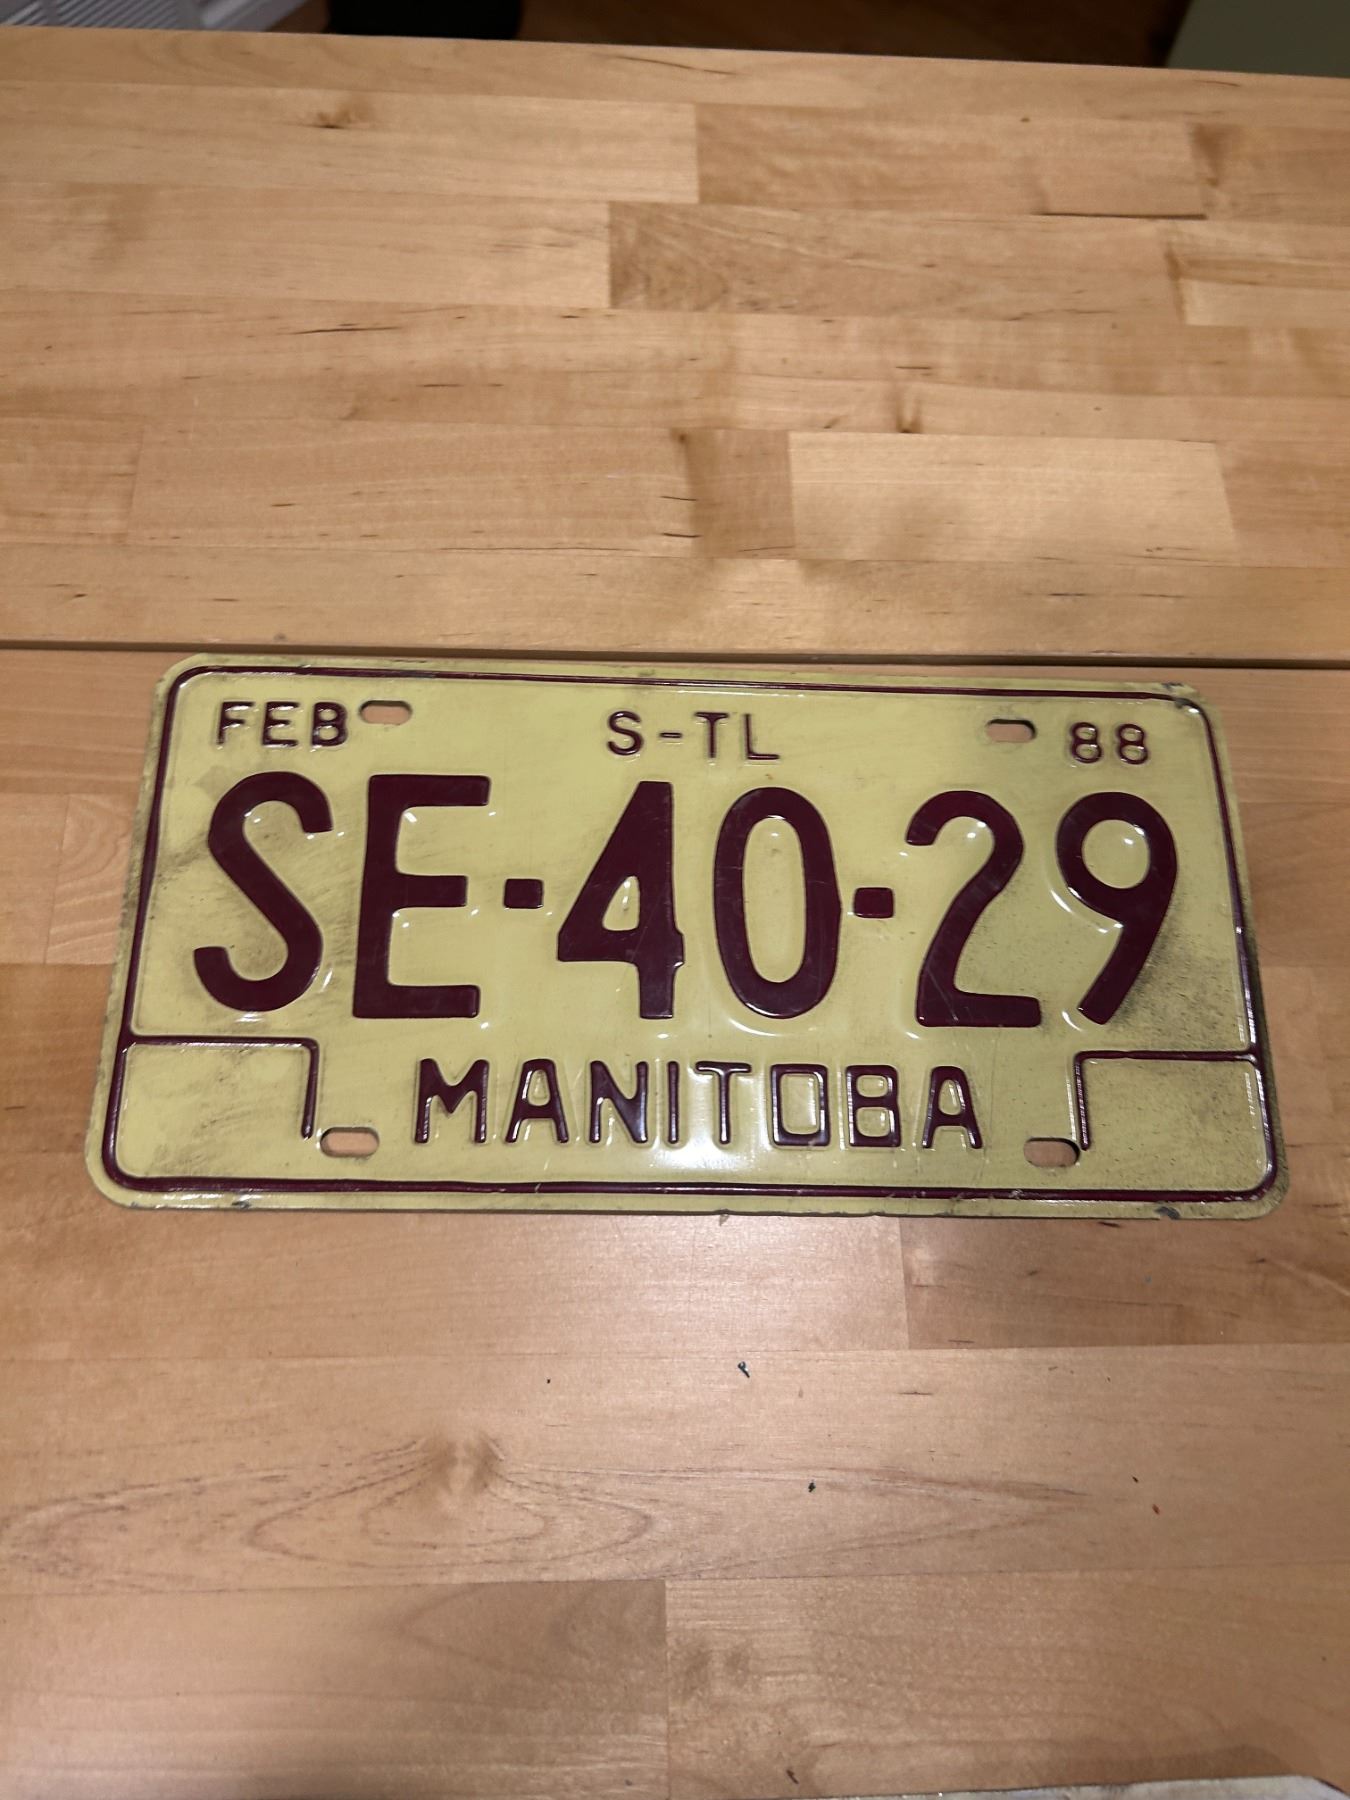 FEB S-TL 88
SE-40-29
MANITOBA